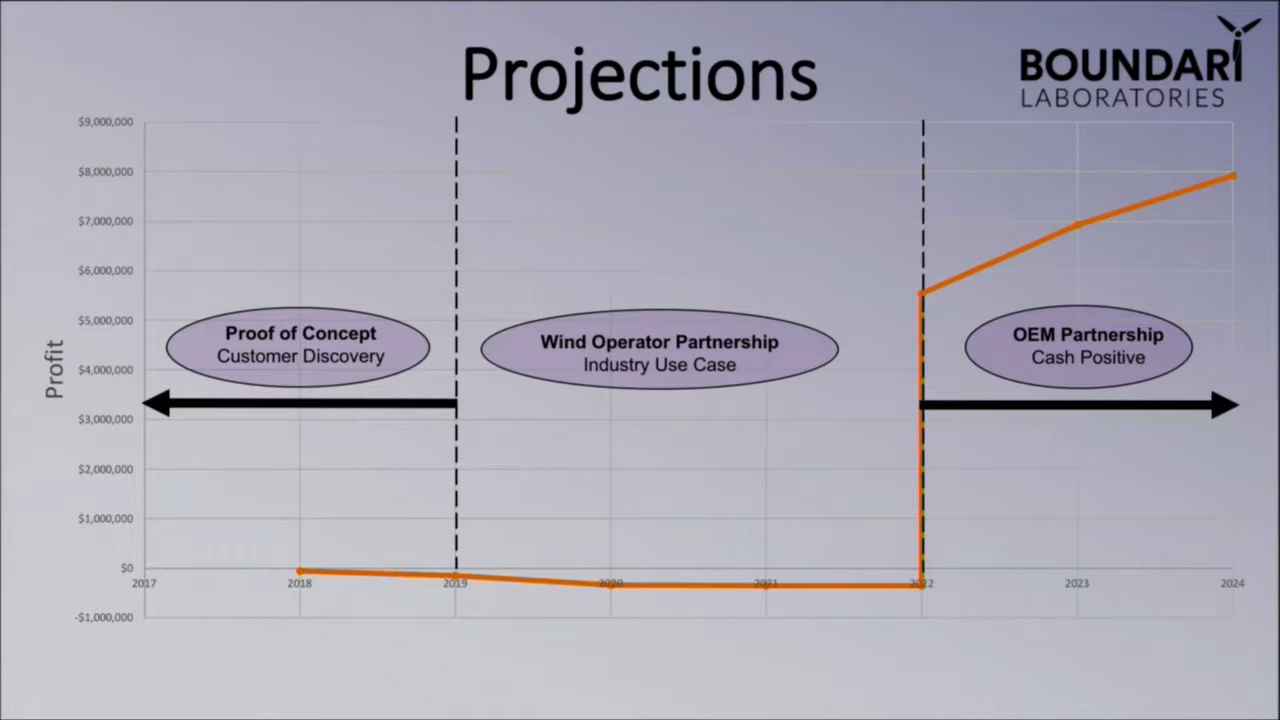 Projections
BOUNDARY
LABORATORIES
$9,000,000
$8,000,000
$7,000,000
$6,000,000
$5,000,000
$4,000,000
$3,000,000
$2,000,000
$1,000,000
$0
-$1,000,000
Profit
Proof of Concept
Customer Discovery
Wind Operator Partnership
Industry Use Case
OEM Partnership
Cash Positive
2017
2018
2019
2020
2021
2022
2023
2024